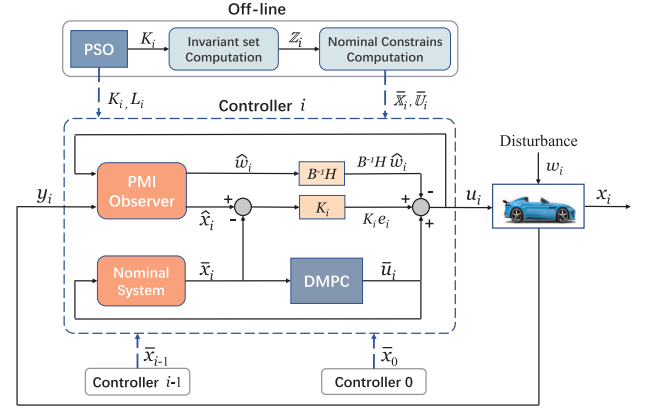 Off-line
PSO
K_i
Invariant set
Computation
ℤ_i
Nominal Constrains
Computation
K_i, L_i
Controller i
𝕏̄_i, 𝕌̄_i
Disturbance
w_i
ŵ_i
B⁻¹H
B⁻¹H ŵ_i
-
y_i
PMI
Observer
x̂_i
+
-
K_i
K_i e_i
+
+
u_i
x_i
Nominal
System
x̄_i
DMPC
ū_i
x̄_{i-1}
x̄_0
Controller i-1
Controller 0